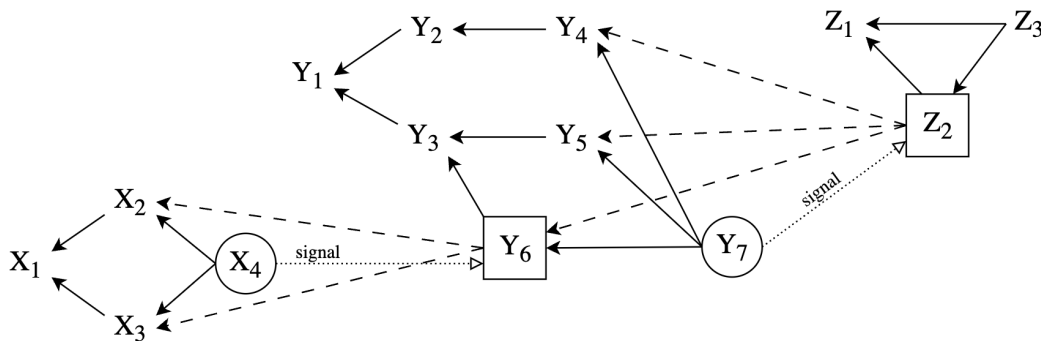 Z1 Z3
Y2 Y4
Y1
Z2
Y3 Y5
signal
X2
Y6 Y7
signal
X1 X4
X3